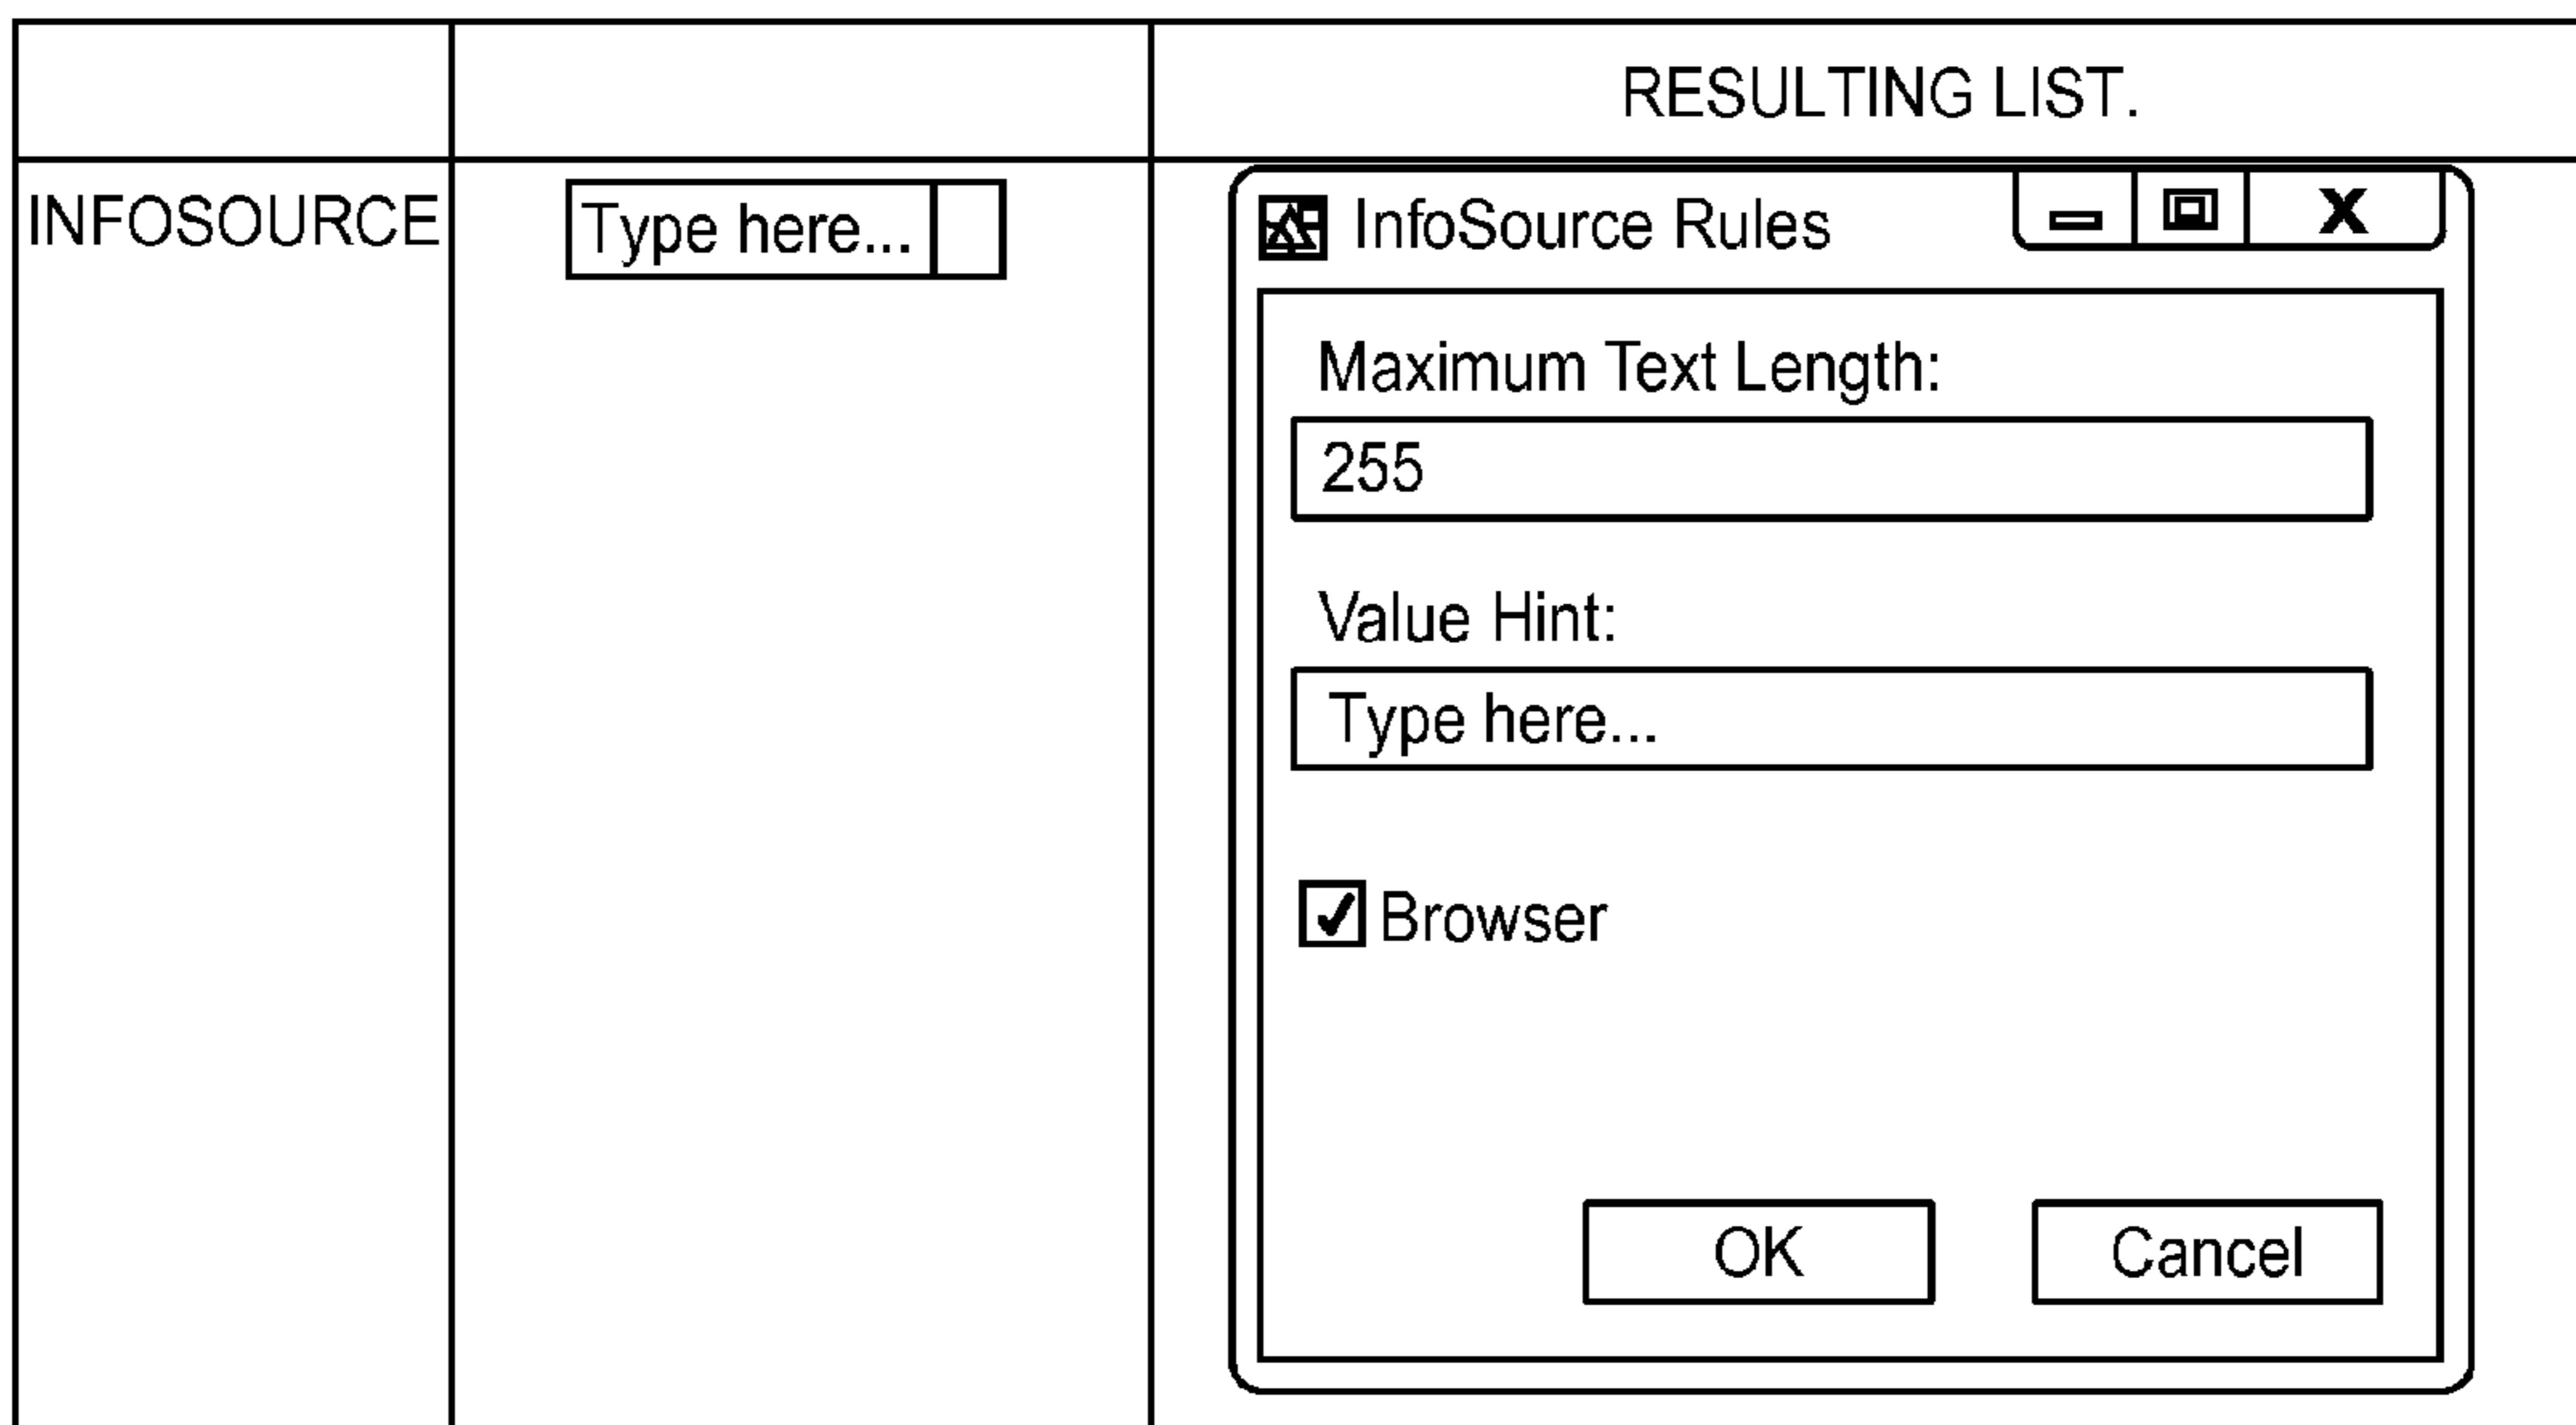 RESULTING LIST.
INFOSOURCE
Type here...
InfoSource Rules
Maximum Text Length:
255
Value Hint:
Type here...
Browser
OK
Cancel